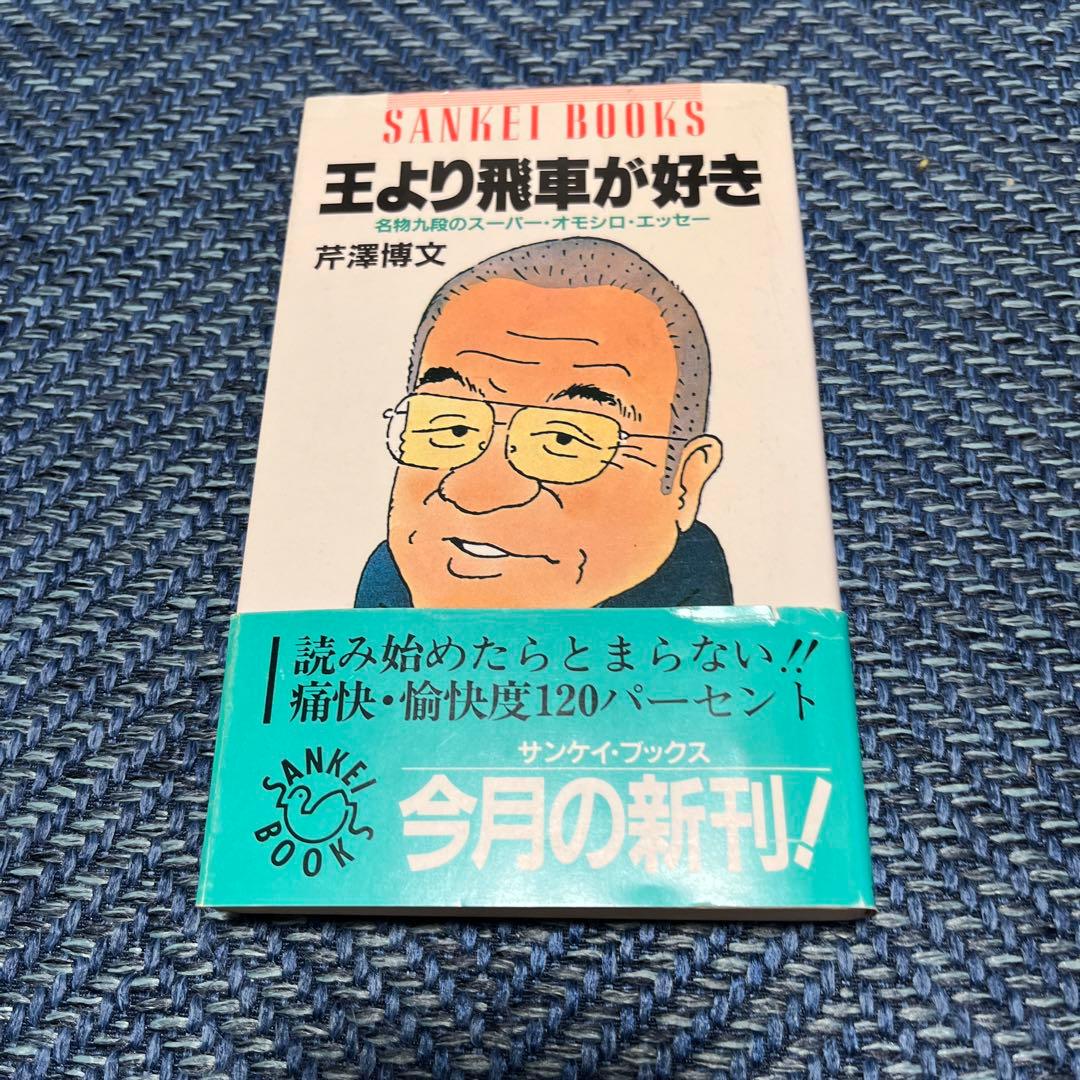 SANKEI BOOKS
王より飛車が好き
名物九段のスーパー・オモシロ・エッセー
芹澤博文
読み始めたらとまらない!!
痛快・愉快度120パーセント
サンケイ・ブックス
今月の新刊!
SANKEI
BOOKS